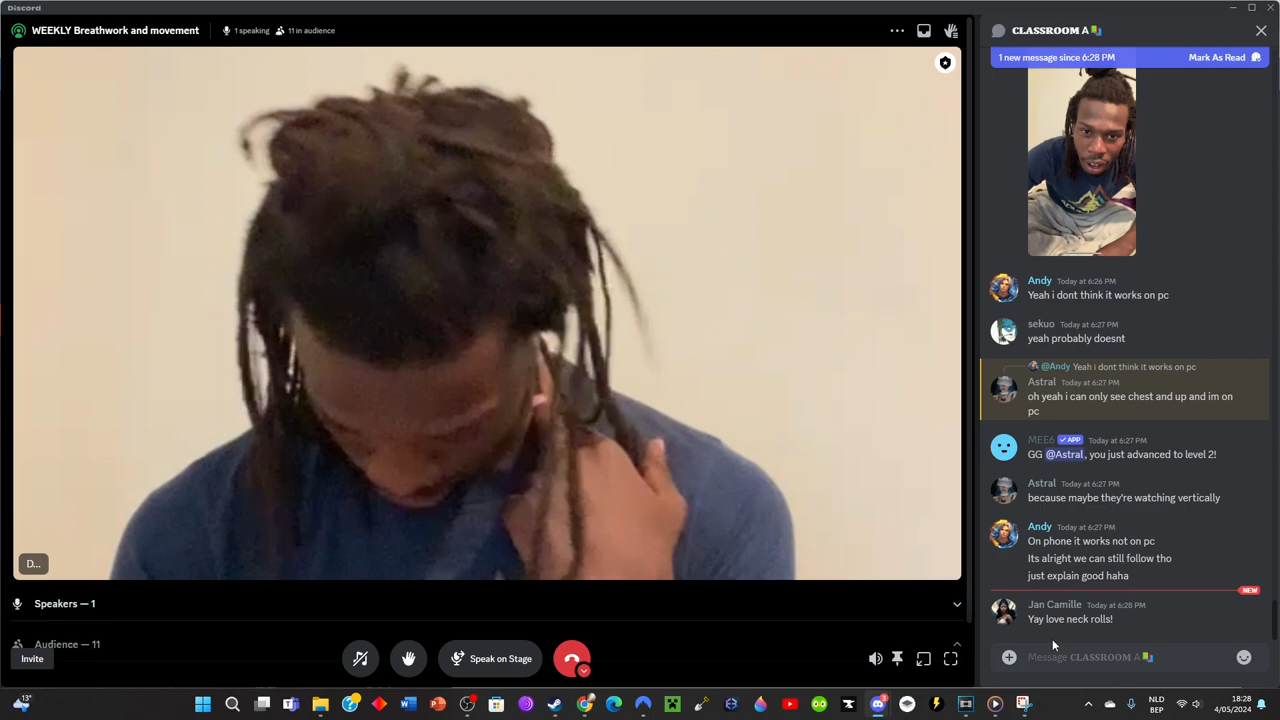 Discord
WEEKLY Breathwork and movement
1 speaking
11 in audience
CLASSROOM A
1 new message since 6:28 PM
Mark As Read
Andy Today at 6:26 PM
Yeah i dont think it works on pc
sekuo Today at 6:27 PM
yeah probably doesnt
@Andy Yeah i dont think it works on pc
Astral Today at 6:27 PM
oh yeah i can only see chest and up and im on
pc
MEE6 ✓ APP Today at 6:27 PM
GG @Astral, you just advanced to level 2!
Astral Today at 6:27 PM
because maybe they're watching vertically
Andy Today at 6:27 PM
On phone it works not on pc
Its alright we can still follow tho
just explain good haha
NEW
Jan Camille Today at 6:28 PM
Yay love neck rolls!
Message CLASSROOM A
D...
Speakers — 1
Audience — 11
Invite
Speak on Stage
13°
3
NLD
BEP
18:28
4/05/2024